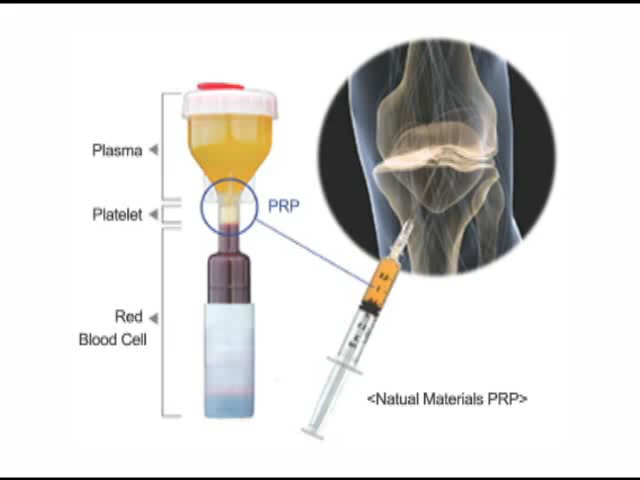 Plasma
Platelet
PRP
Red
Blood Cell
<Natual Materials PRP>